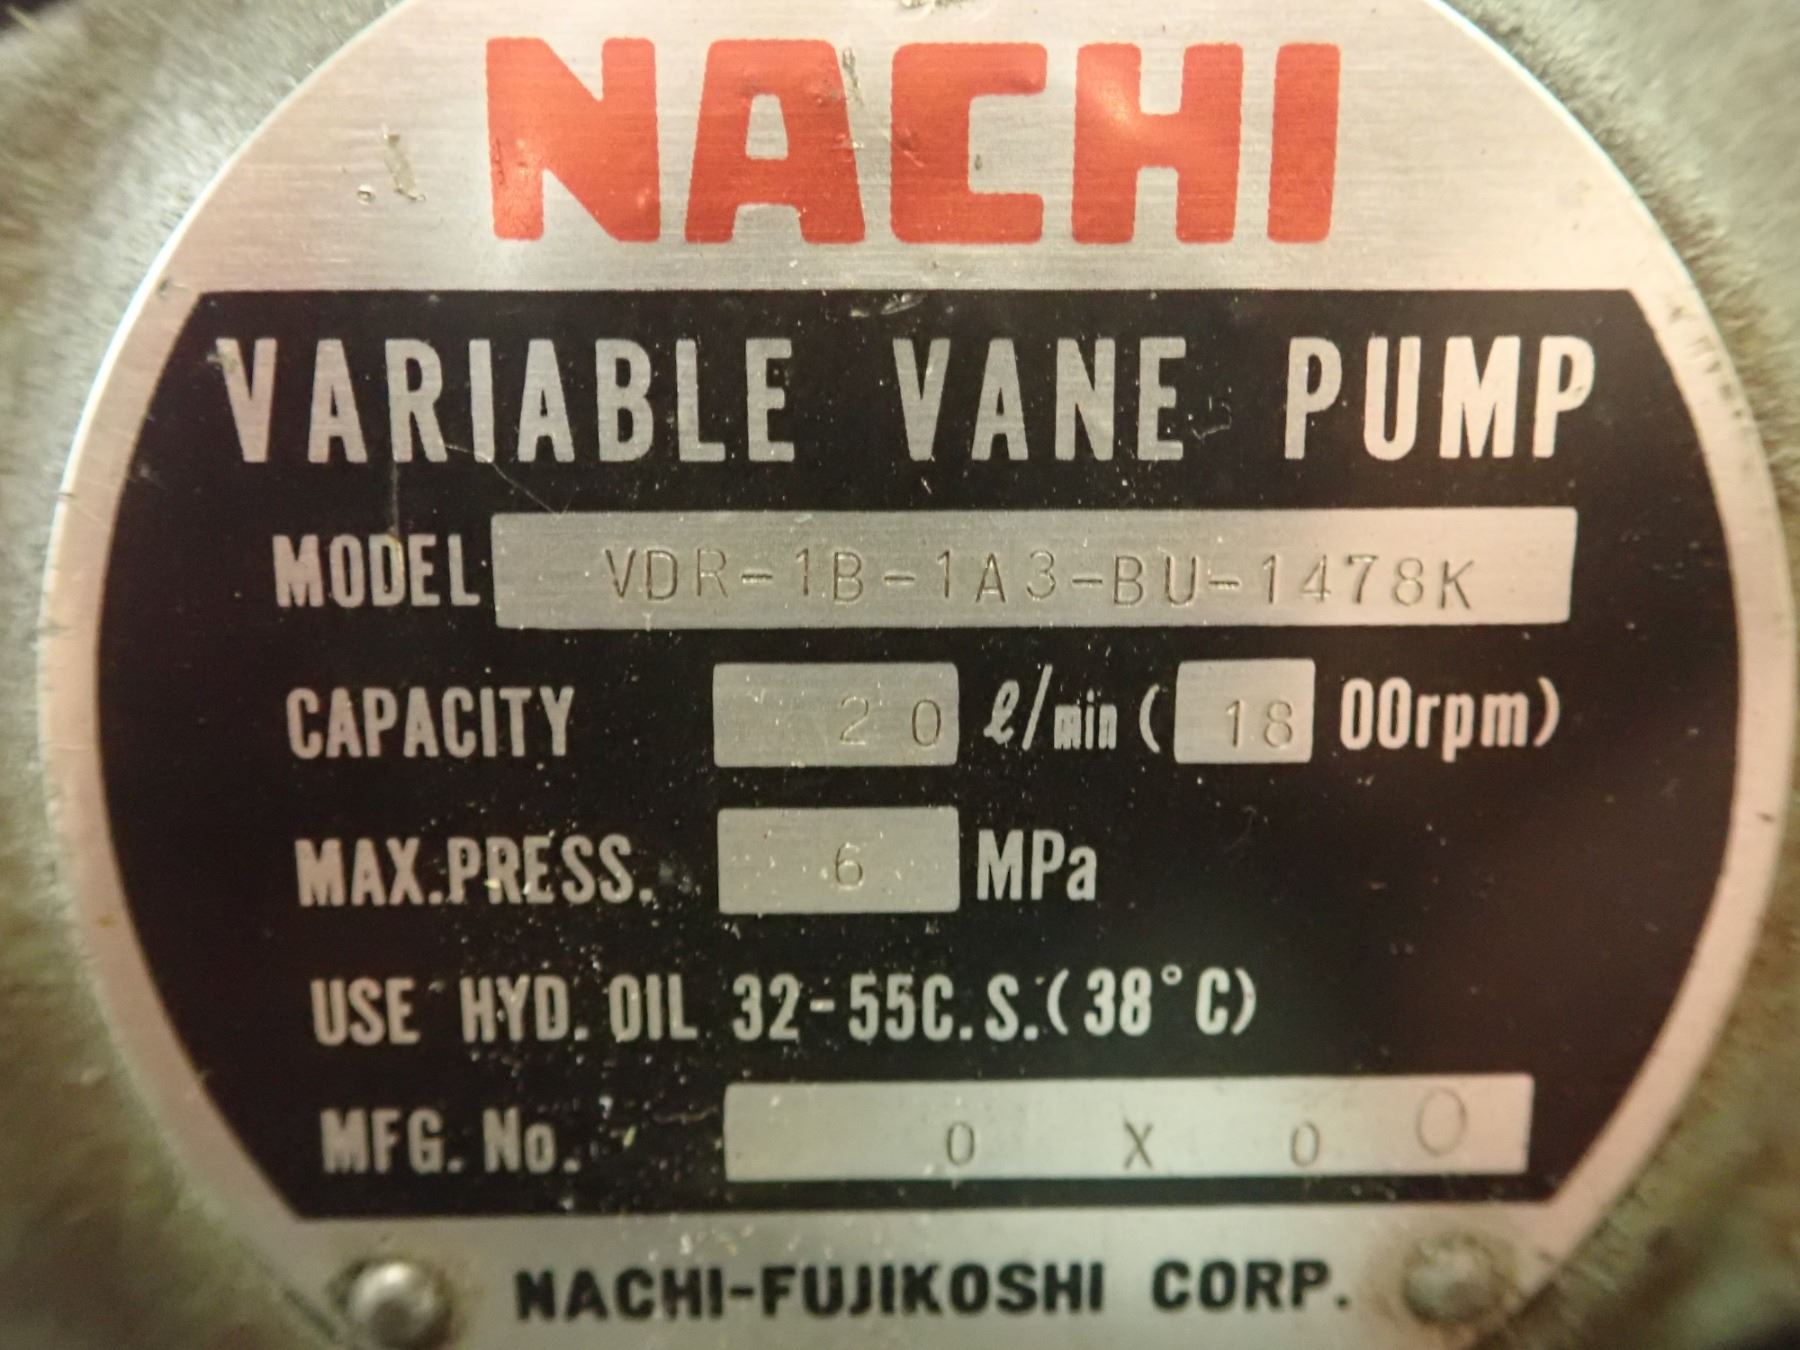 NACHI
VARIABLE VANE PUMP
MODEL VDR-1B-1A3-BU-1478K
CAPACITY 20 ℓ/min (1800rpm)
MAX.PRESS. 6 MPa
USE HYD. OIL 32-55C.S.(38°C)
MFG. No. 0 X 0 0
NACHI-FUJIKOSHI CORP.